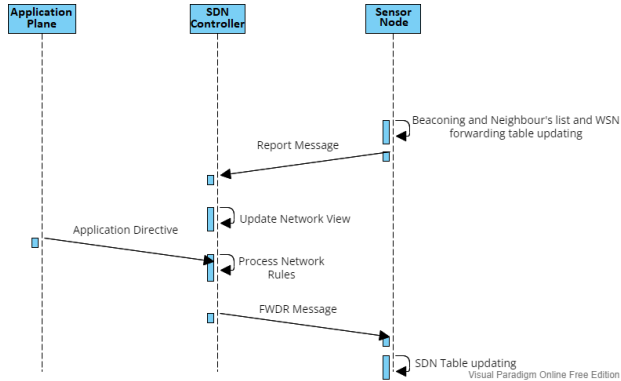 Application
Plane
SDN
Controller
Sensor
Node
Beaconing and Neighbour's list and WSN
forwarding table updating
Report Message
Update Network View
Application Directive
Process Network
Rules
FWDR Message
SDN Table updating
Visual Paradigm Online Free Edition